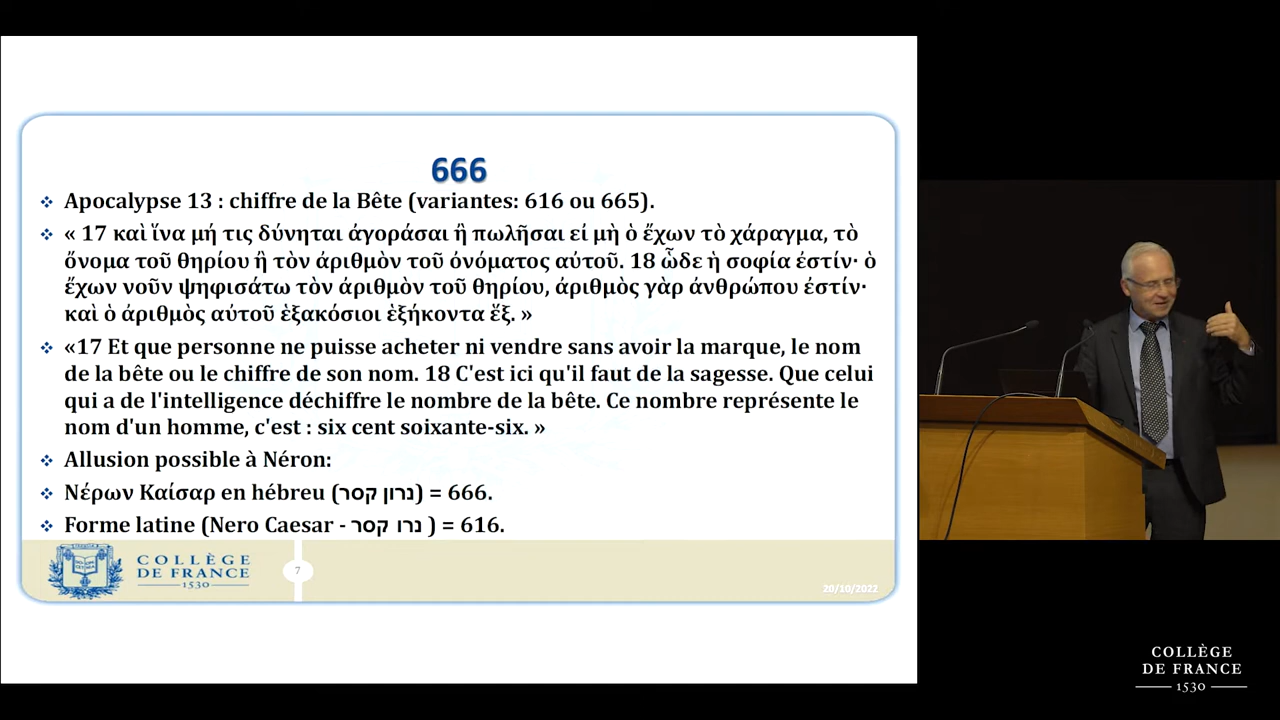 666
❖ Apocalypse 13 : chiffre de la Bête (variantes: 616 ou 665).
❖ « 17 καὶ ἵνα μή τις δύνηται ἀγοράσαι ἢ πωλῆσαι εἰ μὴ ὁ ἔχων τὸ χάραγμα, τὸ
ὄνομα τοῦ θηρίου ἢ τὸν ἀριθμὸν τοῦ ὀνόματος αὐτοῦ. 18 ὧδε ἡ σοφία ἐστίν· ὁ
ἔχων νοῦν ψηφισάτω τὸν ἀριθμὸν τοῦ θηρίου, ἀριθμὸς γὰρ ἀνθρώπου ἐστίν·
καὶ ὁ ἀριθμὸς αὐτοῦ ἑξακόσιοι ἑξήκοντα ἕξ. »
❖ «17 Et que personne ne puisse acheter ni vendre sans avoir la marque, le nom
de la bête ou le chiffre de son nom. 18 C'est ici qu'il faut de la sagesse. Que celui
qui a de l'intelligence déchiffre le nombre de la bête. Ce nombre représente le
nom d'un homme, c'est : six cent soixante-six. »
❖ Allusion possible à Néron:
❖ Νέρων Καίσαρ en hébreu (נרון קסר) = 666.
❖ Forme latine (Nero Caesar - נרו קסר ) = 616.
COLLÈGE
DE FRANCE
1530
7
20/10/2022
COLLÈGE
DE FRANCE
1530